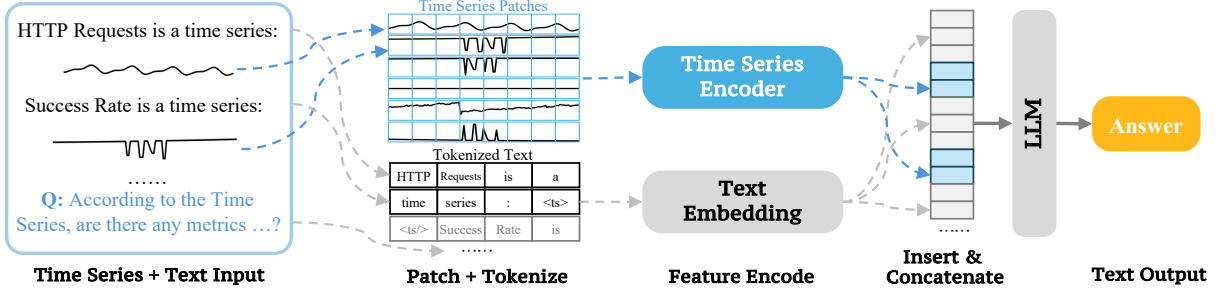 HTTP Requests is a time series:
Success Rate is a time series:
……
Q: According to the Time
Series, are there any metrics …?
Time Series + Text Input
Time Series Patches
Tokenized Text
HTTP Requests is a
time series : <ts>
<ts/> Success Rate is
……
Patch + Tokenize
Time Series
Encoder
Text
Embedding
Feature Encode
……
Insert &
Concatenate
LLM
Answer
Text Output